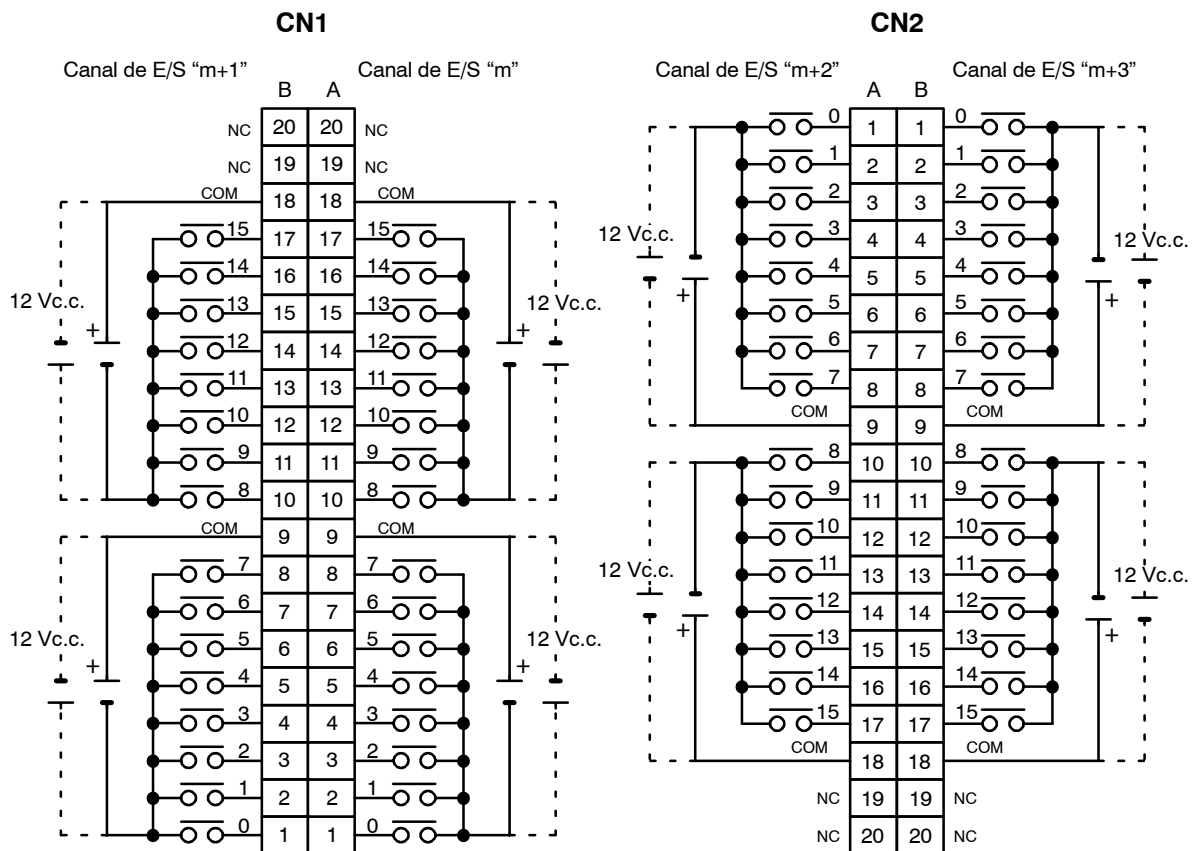 CN1 CN2
Canal de E/S “m+1” Canal de E/S “m” Canal de E/S “m+2” Canal de E/S “m+3”
B A A B
NC 20 20 NC 0 1 1 0
NC 19 19 NC 1 2 2 1
COM 18 18 COM 2 3 3 2
15 17 17 15 12 Vc.c. 3 4 4 3 12 Vc.c.
14 16 16 14 4 5 5 4
12 Vc.c. + 13 15 15 13 + 12 Vc.c. + 5 6 6 5 +
12 14 14 12 6 7 7 6
11 13 13 11 7 8 8 7
10 12 12 10 COM 9 9 COM
9 11 11 9 8 10 10 8
8 10 10 8 9 11 11 9
COM 9 9 COM 10 12 12 10
7 8 8 7 12 Vc.c. 11 13 13 11 12 Vc.c.
6 7 7 6 12 14 14 12
12 Vc.c. + 5 6 6 5 + 12 Vc.c. + 13 15 15 13 +
4 5 5 4 14 16 16 14
3 4 4 3 15 17 17 15
2 3 3 2 COM 18 18 COM
1 2 2 1 NC 19 19 NC
0 1 1 0 NC 20 20 NC